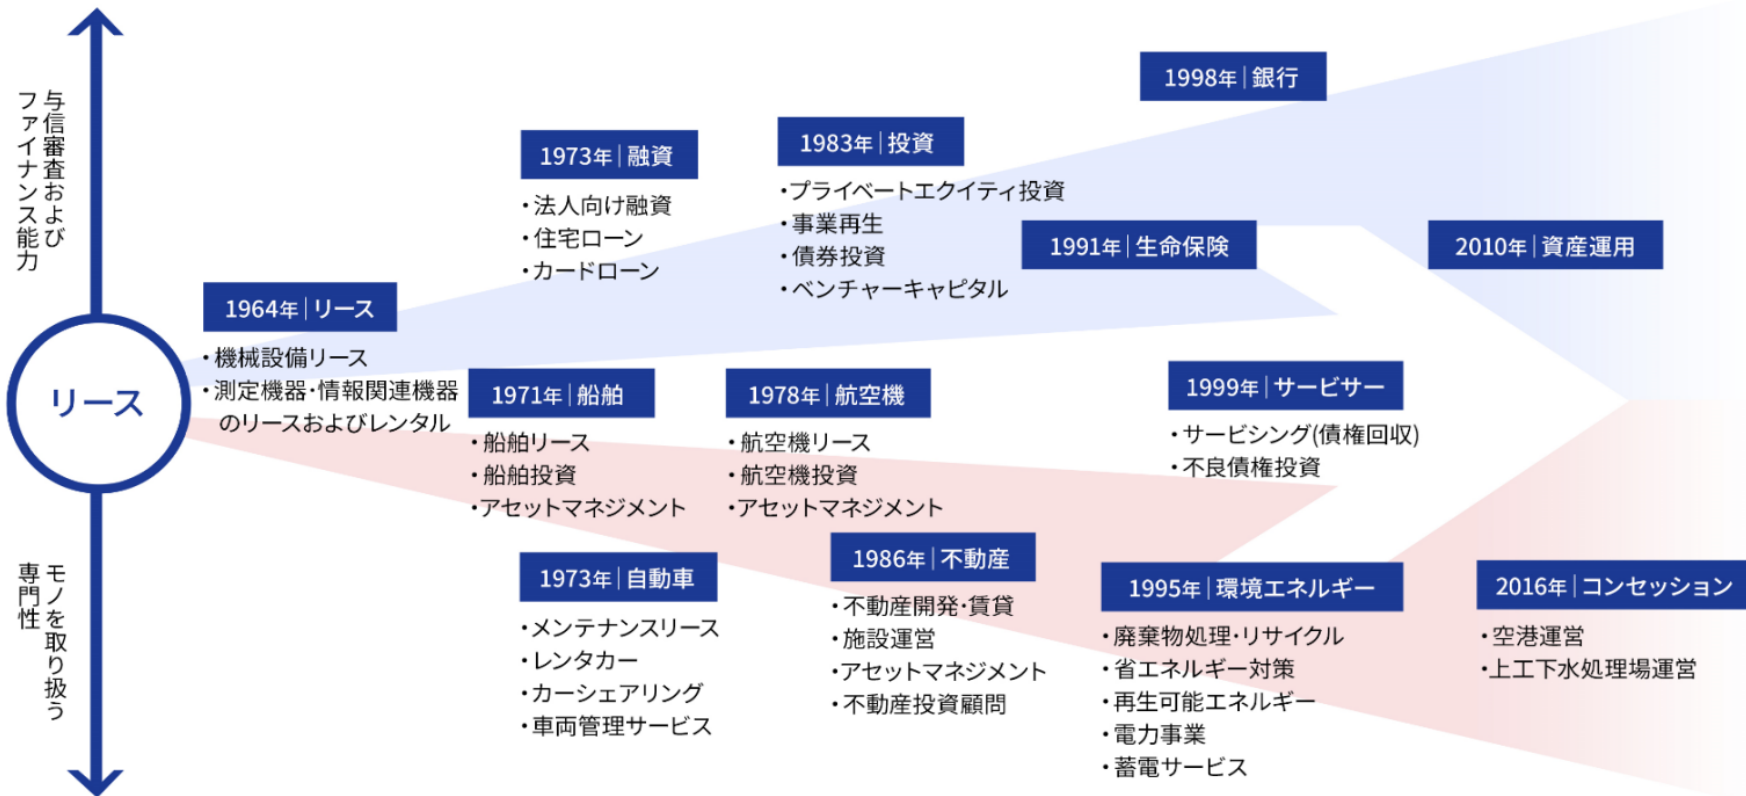 与信審査および
ファイナンス能力
リース
モノを取り扱う
専門性
1964年|リース
・機械設備リース
・測定機器・情報関連機器
のリースおよびレンタル
1973年|融資
・法人向け融資
・住宅ローン
・カードローン
1983年|投資
・プライベートエクイティ投資
・事業再生
・債券投資
・ベンチャーキャピタル
1998年|銀行
1991年|生命保険
2010年|資産運用
1971年|船舶
・船舶リース
・船舶投資
・アセットマネジメント
1978年|航空機
・航空機リース
・航空機投資
・アセットマネジメント
1999年|サービサー
・サービシング(債権回収)
・不良債権投資
1973年|自動車
・メンテナンスリース
・レンタカー
・カーシェアリング
・車両管理サービス
1986年|不動産
・不動産開発・賃貸
・施設運営
・アセットマネジメント
・不動産投資顧問
1995年|環境エネルギー
・廃棄物処理・リサイクル
・省エネルギー対策
・再生可能エネルギー
・電力事業
・蓄電サービス
2016年|コンセッション
・空港運営
・上工下水処理場運営